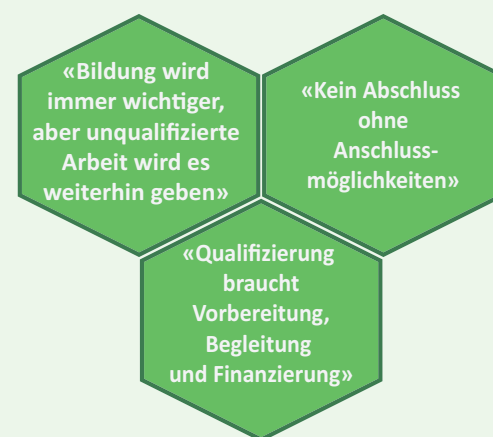 «Bildung wird
immer wichtiger,
aber unqualifizierte
Arbeit wird es
weiterhin geben»
«Kein Abschluss
ohne
Anschluss-
möglichkeiten»
«Qualifizierung
braucht
Vorbereitung,
Begleitung
und Finanzierung»